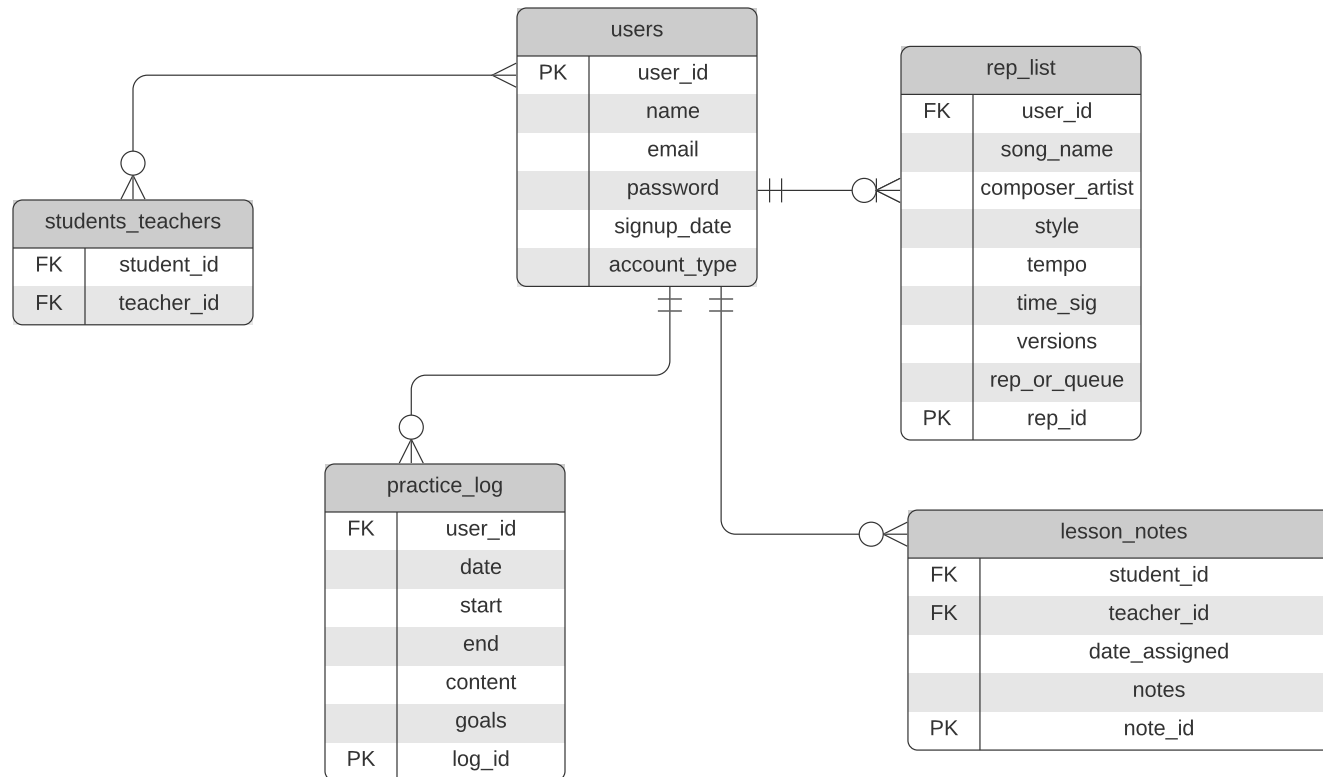 users
PK user_id
name
email
password
signup_date
account_type
rep_list
FK user_id
song_name
composer_artist
style
tempo
time_sig
versions
rep_or_queue
PK rep_id
students_teachers
FK student_id
FK teacher_id
practice_log
FK user_id
date
start
end
content
goals
PK log_id
lesson_notes
FK student_id
FK teacher_id
date_assigned
notes
PK note_id